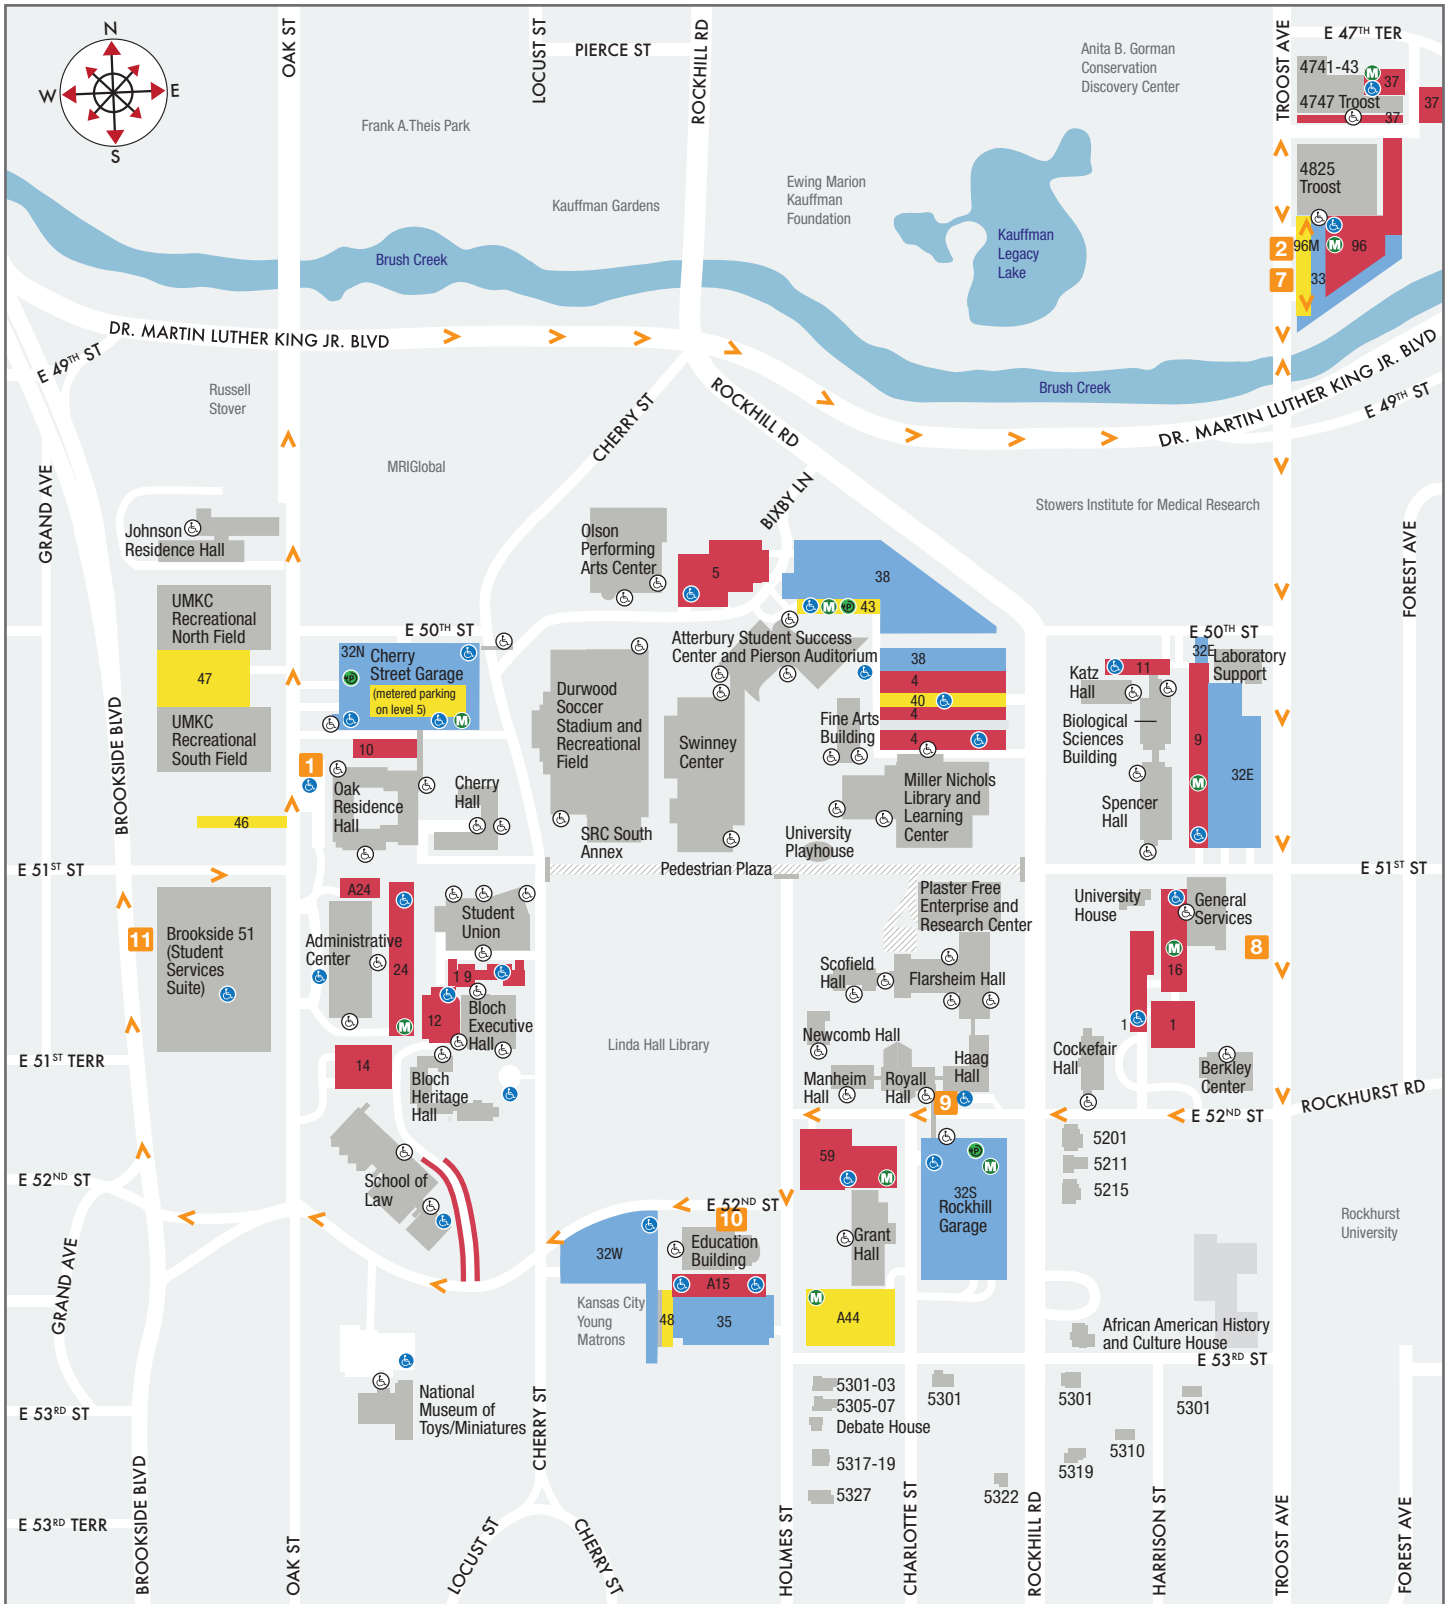 N
W
E
S
OAK ST
LOCUST ST
PIERCE ST
ROCKHILL RD
TROOST AVE
E 47TH TER
Anita B. Gorman
Conservation
Discovery Center
4741-43
M
37
37
4747 Troost
37
Frank A.Theis Park
Kauffman Gardens
Ewing Marion
Kauffman
Foundation
Kauffman
Legacy
Lake
4825
Troost
2
96M
M
96
7
33
Brush Creek
DR. MARTIN LUTHER KING JR. BLVD
E 49TH ST
Brush Creek
DR. MARTIN LUTHER KING JR. BLVD
E 49TH ST
Russell
Stover
CHERRY ST
ROCKHILL RD
MRIGlobal
BIXBY LN
Stowers Institute for Medical Research
GRAND AVE
FOREST AVE
Johnson
Residence Hall
Olson
Performing
Arts Center
5
38
M
P
43
UMKC
Recreational
North Field
E 50TH ST
E 50TH ST
Atterbury Student Success
Center and Pierson Auditorium
32N
Cherry
Street Garage
P
(metered parking
on level 5)
M
47
38
4
40
4
4
Katz
Hall
11
32E
Laboratory
Support
Durwood
Soccer
Stadium and
Recreational
Field
Swinney
Center
Fine Arts
Building
Biological
Sciences
Building
9
M
32E
UMKC
Recreational
South Field
BROOKSIDE BLVD
10
1
Oak
Residence
Hall
Cherry
Hall
Miller Nichols
Library and
Learning
Center
Spencer
Hall
46
SRC South
Annex
University
Playhouse
E 51ST ST
Pedestrian Plaza
E 51ST ST
A24
Student
Union
Plaster Free
Enterprise and
Research Center
University
House
General
Services
11
Brookside 51
(Student
Services
Suite)
Administrative
Center
24
M
M
16
8
1 9
Scofield
Hall
Flarsheim Hall
12
Bloch
Executive
Hall
1
1
Linda Hall Library
Newcomb Hall
E 51ST TERR
14
Bloch
Heritage
Hall
Manheim
Hall
Royall
Hall
Haag
Hall
Cockefair
Hall
Berkley
Center
9
E 52ND ST
ROCKHURST RD
5201
5211
5215
59
M
P
M
32S
Rockhill
Garage
School of
Law
E 52ND ST
E 52ND ST
10
Education
Building
32W
Grant
Hall
Rockhurst
University
GRAND AVE
A15
Kansas City
Young
Matrons
48
35
M
A44
African American History
and Culture House
E 53RD ST
National
Museum of
Toys/Miniatures
5301-03
5305-07
Debate House
5317-19
5327
5301
5301
5301
5310
5319
5322
E 53RD ST
CHERRY ST
E 53RD TERR
BROOKSIDE BLVD
OAK ST
LOCUST ST
CHERRY ST
HOLMES ST
CHARLOTTE ST
ROCKHILL RD
HARRISON ST
TROOST AVE
FOREST AVE